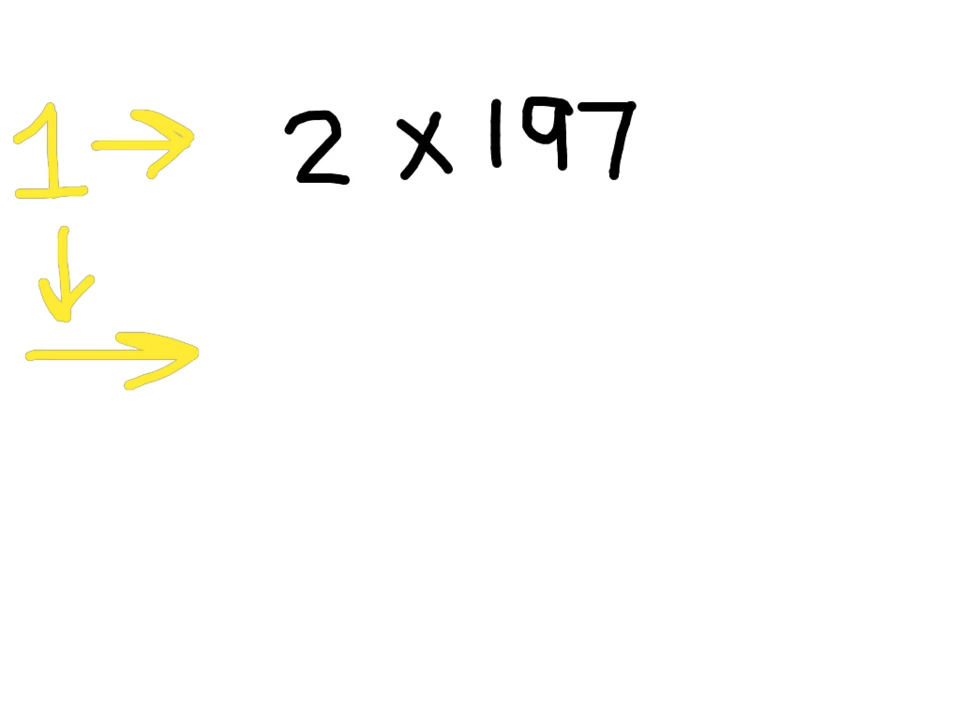 1 → 2 x 197
↓
→